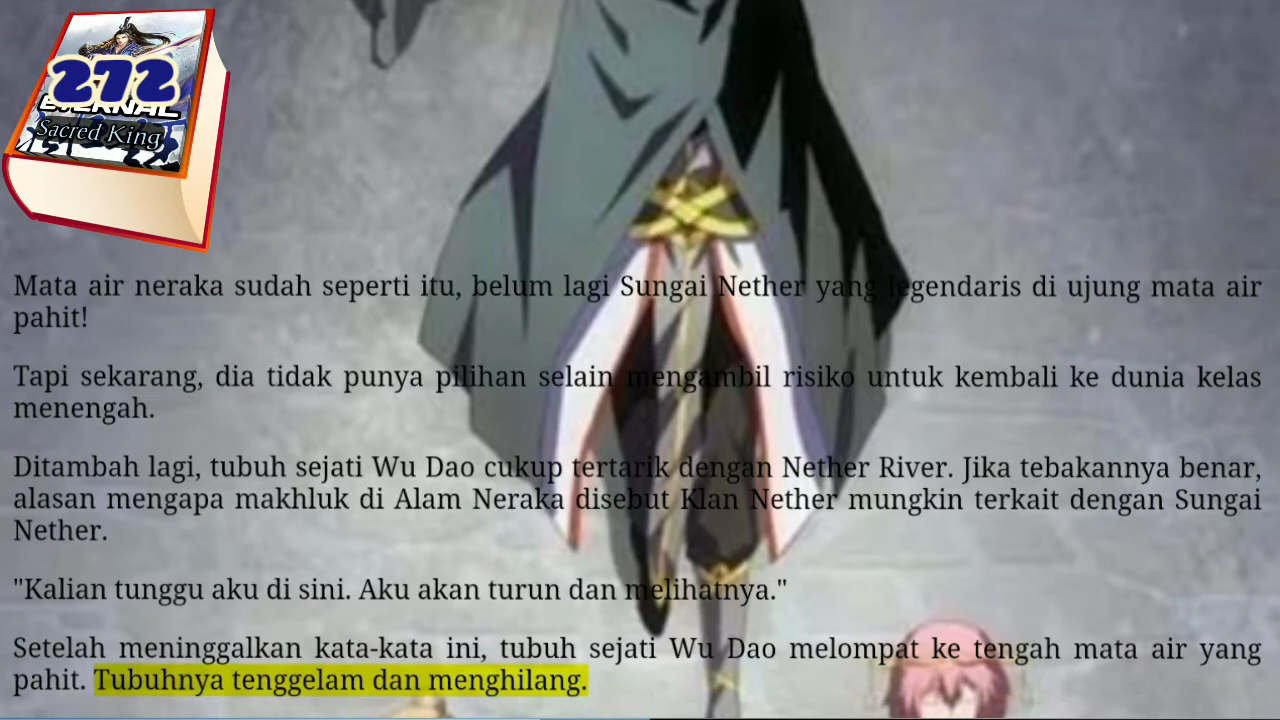 272
ETERNAL
Sacred King
Mata air neraka sudah seperti itu, belum lagi Sungai Nether yang legendaris di ujung mata air
pahit!
Tapi sekarang, dia tidak punya pilihan selain mengambil risiko untuk kembali ke dunia kelas
menengah.
Ditambah lagi, tubuh sejati Wu Dao cukup tertarik dengan Nether River. Jika tebakannya benar,
alasan mengapa makhluk di Alam Neraka disebut Klan Nether mungkin terkait dengan Sungai
Nether.
"Kalian tunggu aku di sini. Aku akan turun dan melihatnya."
Setelah meninggalkan kata-kata ini, tubuh sejati Wu Dao melompat ke tengah mata air yang
pahit. Tubuhnya tenggelam dan menghilang.